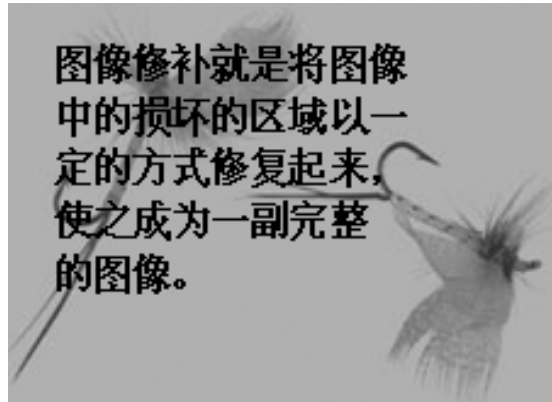 图像修补就是将图像
中的损坏的区域以一
定的方式修复起来，
使之成为一副完整
的图像。